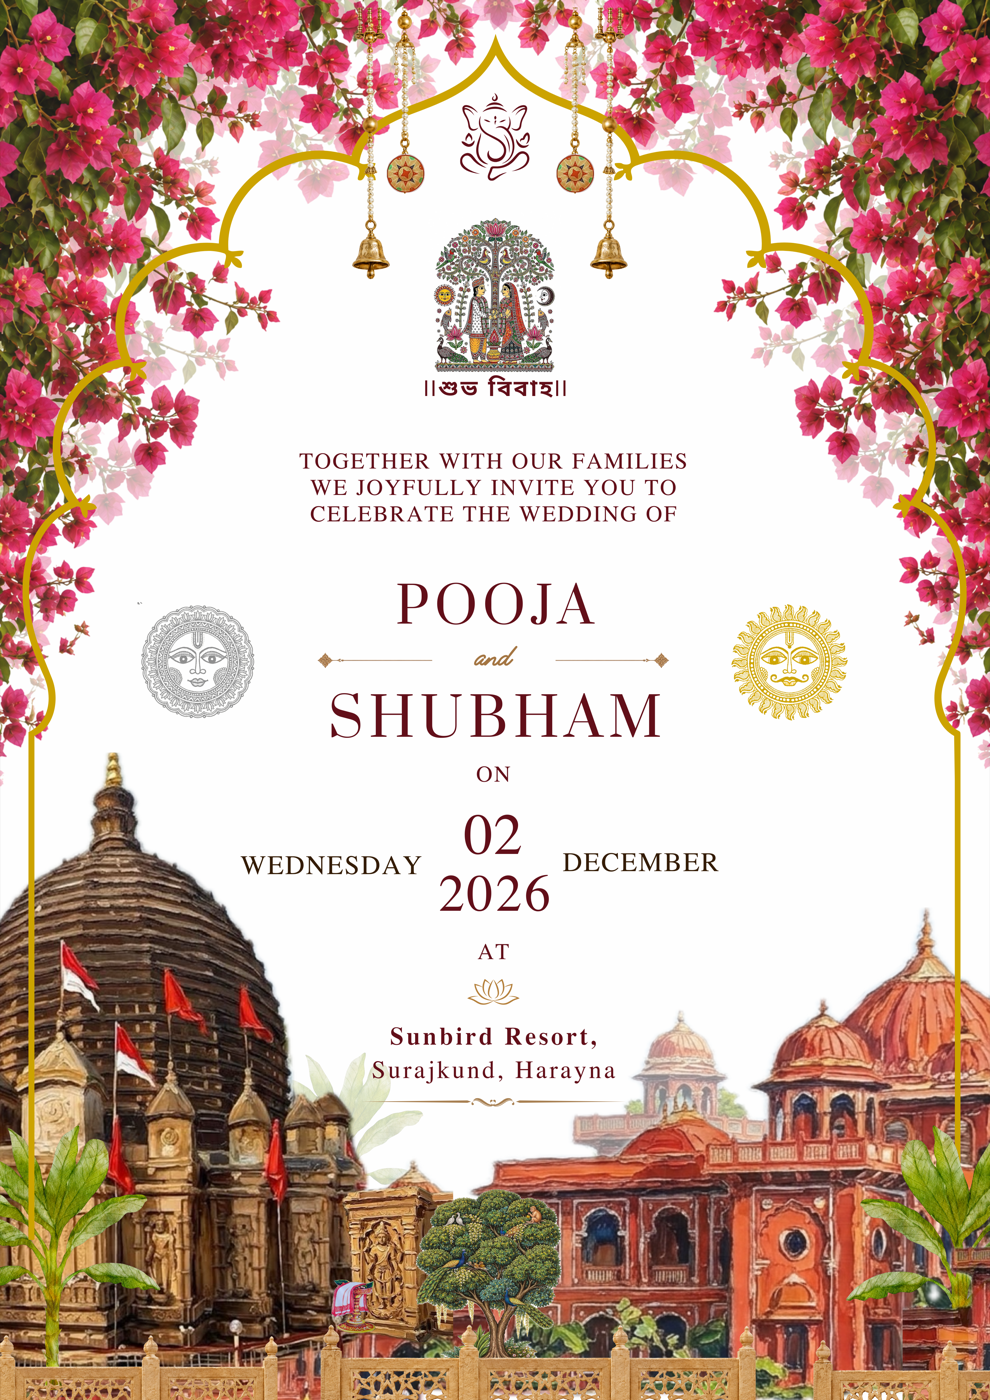 ||শুভ বিবাহ||
TOGETHER WITH OUR FAMILIES
WE JOYFULLY INVITE YOU TO
CELEBRATE THE WEDDING OF
POOJA
and
SHUBHAM
ON
02
WEDNESDAY DECEMBER
2026
AT
Sunbird Resort,
Surajkund, Harayna